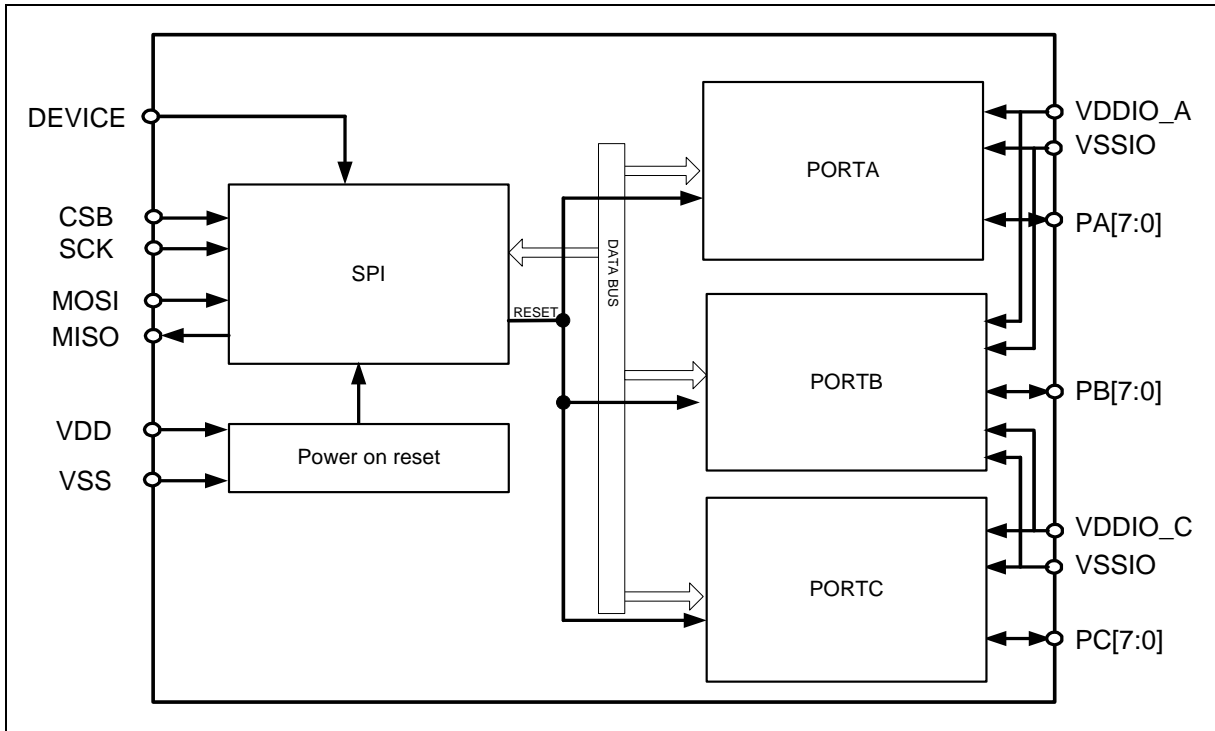 DEVICE
CSB
SCK
MOSI
MISO
VDD
VSS
SPI
RESET
Power on reset
DATA BUS
PORTA
PORTB
PORTC
VDDIO_A
VSSIO
PA[7:0]
PB[7:0]
VDDIO_C
VSSIO
PC[7:0]